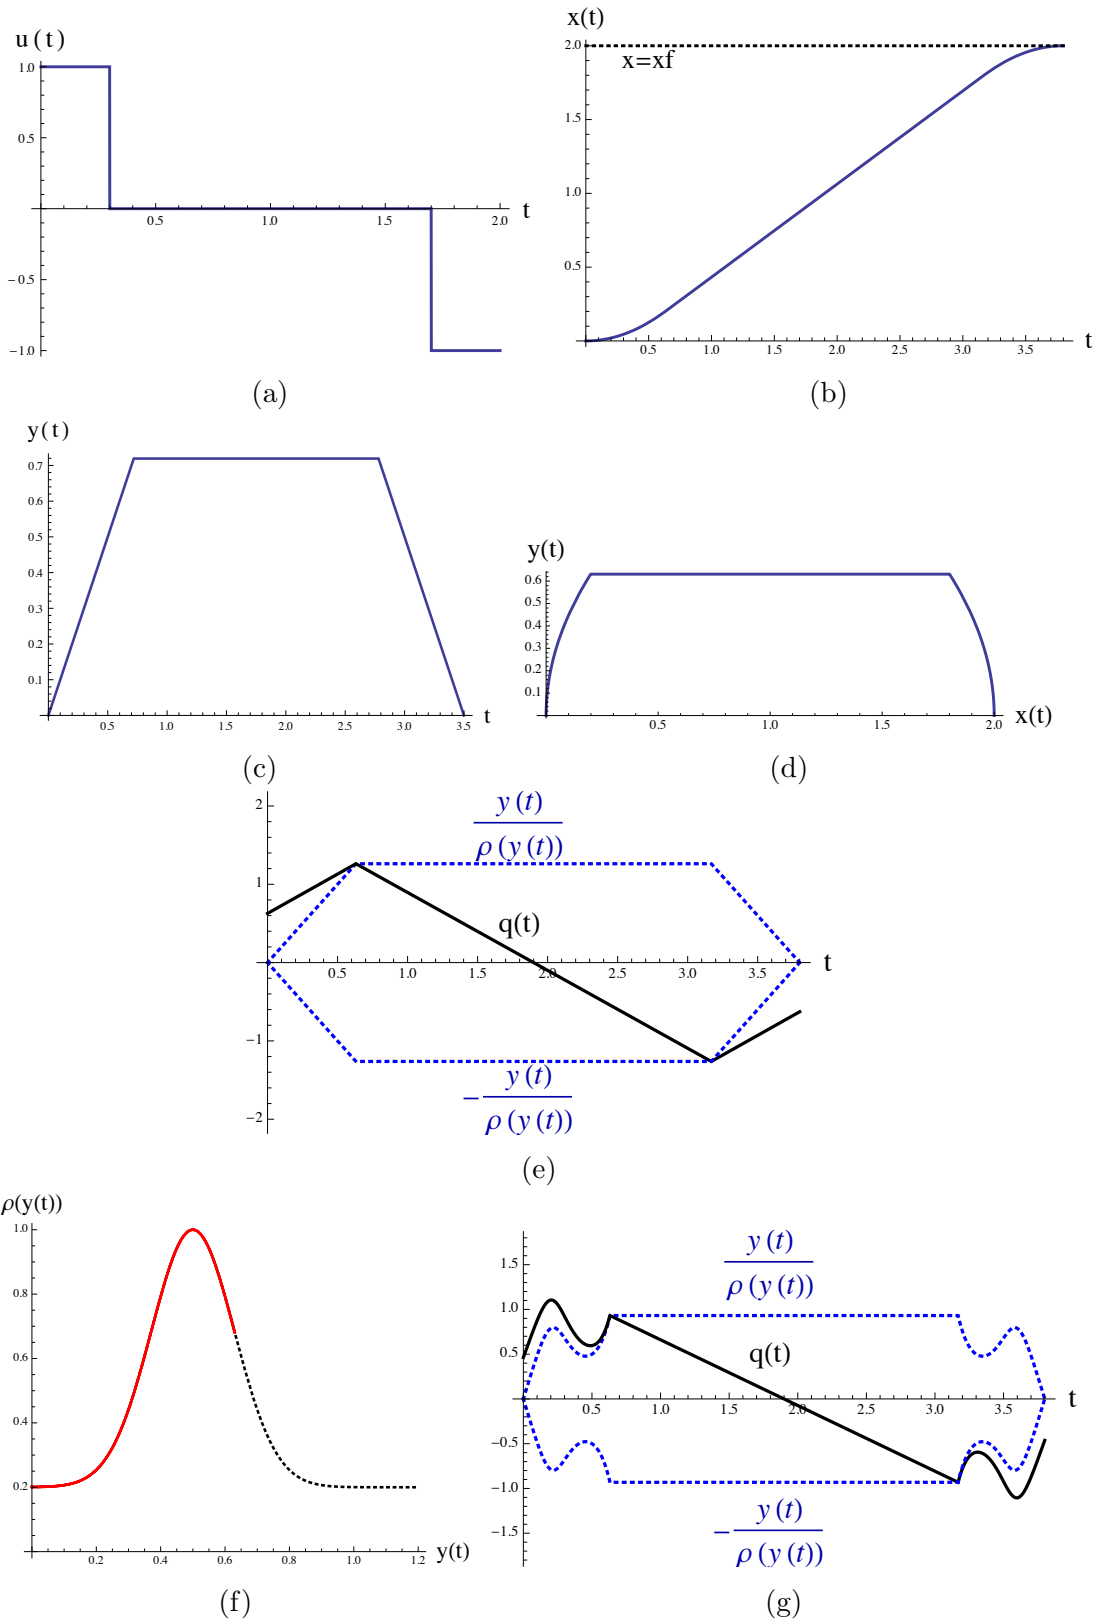 u(t)
1.0
0.5
0.5
1.0
1.5
2.0
t
−0.5
−1.0
(a)
x(t)
2.0
x=xf
1.5
1.0
0.5
0.5
1.0
1.5
2.0
2.5
3.0
3.5
t
(b)
y(t)
0.7
0.6
0.5
0.4
0.3
0.2
0.1
0.5
1.0
1.5
2.0
2.5
3.0
3.5
t
(c)
y(t)
0.6
0.5
0.4
0.3
0.2
0.1
0.5
1.0
1.5
2.0
x(t)
(d)
2
1
−1
−2
y(t)
ρ(y(t))
q(t)
0.5
1.0
1.5
2.0
2.5
3.0
3.5
t
y(t)
−
ρ(y(t))
(e)
ρ(y(t))
1.0
0.8
0.6
0.4
0.2
0.2
0.4
0.6
0.8
1.0
1.2
y(t)
(f)
1.5
1.0
0.5
−0.5
−1.0
−1.5
y(t)
ρ(y(t))
q(t)
0.5
1.0
1.5
2.0
2.5
3.0
3.5
t
y(t)
−
ρ(y(t))
(g)